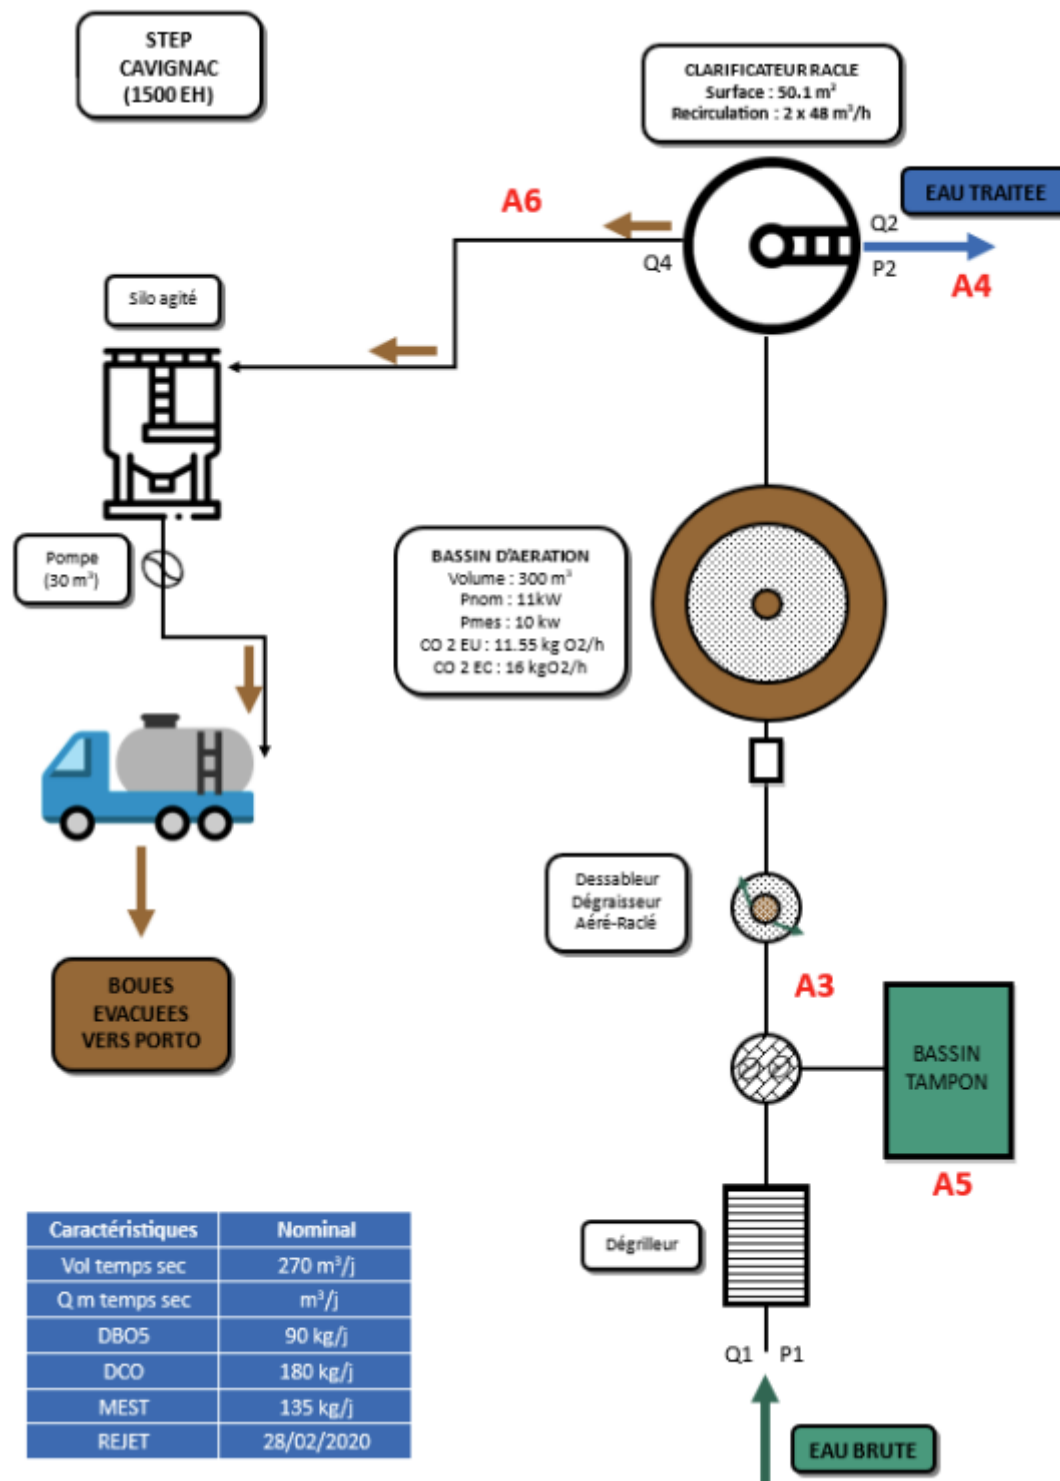 STEP
CAVIGNAC
(1500 EH)
CLARIFICATEUR RACLE
Surface : 50.1 m²
Recirculation : 2 x 48 m³/h
EAU TRAITEE
A6
Q2
Q4
P2
A4
Silo agité
Pompe
(30 m³)
BASSIN D'AERATION
Volume : 300 m³
Pnom : 11kW
Pmes : 10 kw
CO 2 EU : 11.55 kg O2/h
CO 2 EC : 16 kgO2/h
Dessableur
Dégraisseur
Aéré-Raclé
BOUES
EVACUEES
VERS PORTO
A3
BASSIN
TAMPON
A5
Dégrilleur
Q1 P1
EAU BRUTE
Caractéristiques Nominal
Vol temps sec 270 m³/j
Q m temps sec m³/j
DBO5 90 kg/j
DCO 180 kg/j
MEST 135 kg/j
REJET 28/02/2020